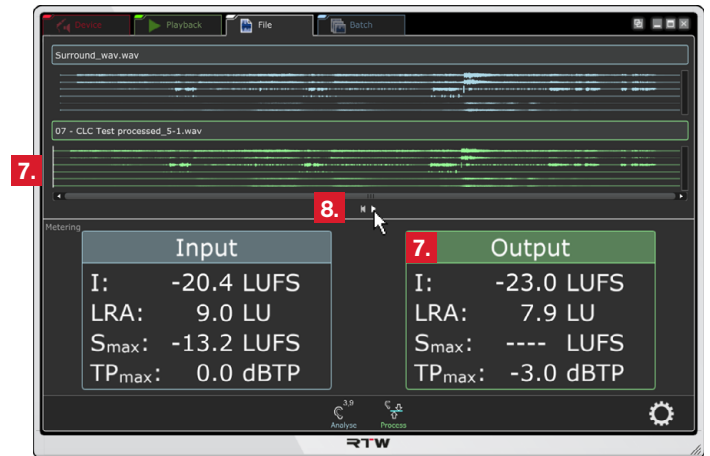 Device Playback File Batch
Surround_wav.wav
07 - CLC Test processed_5-1.wav
7.
8.
Metering
Input
I: -20.4 LUFS
LRA: 9.0 LU
Smax: -13.2 LUFS
TPmax: 0.0 dBTP
7. Output
I: -23.0 LUFS
LRA: 7.9 LU
Smax: ---- LUFS
TPmax: -3.0 dBTP
3,9
Analyse Process
RTW